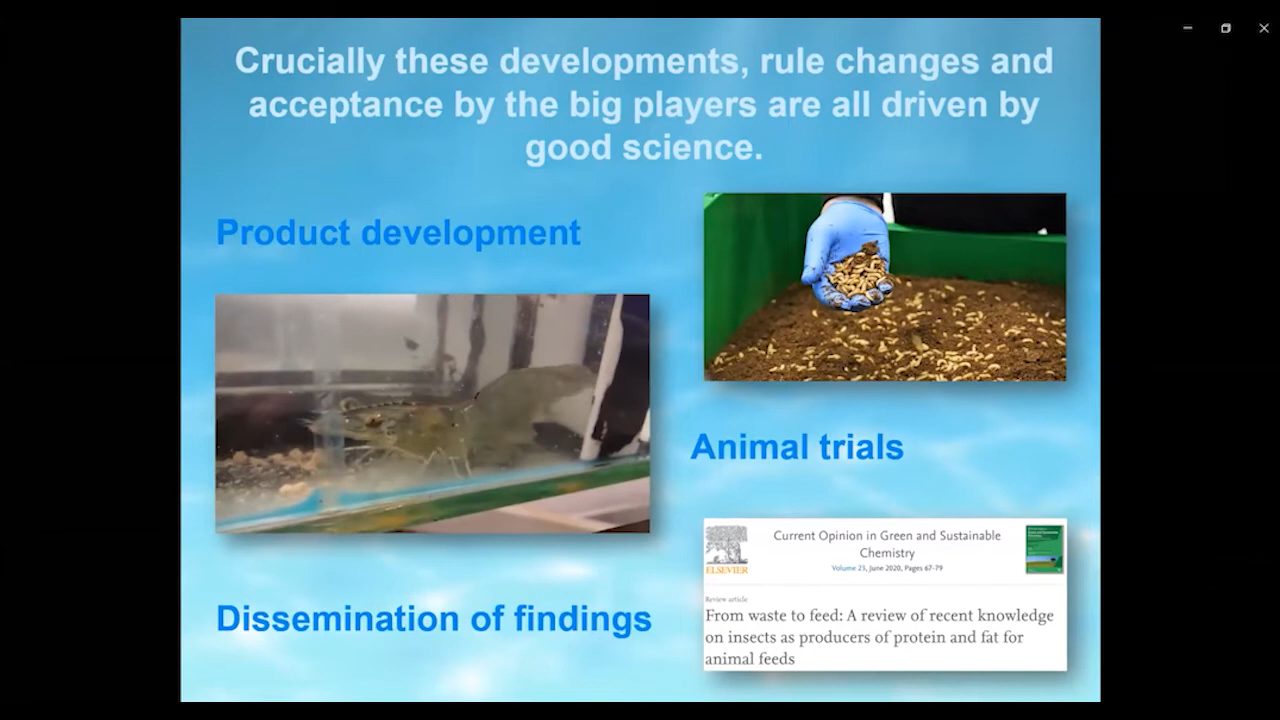 Crucially these developments, rule changes and
acceptance by the big players are all driven by
good science.
Product development
Animal trials
Dissemination of findings
ELSEVIER
Current Opinion in Green and Sustainable
Chemistry
Volume 23, June 2020, Pages 67-79
Review article
From waste to feed: A review of recent knowledge
on insects as producers of protein and fat for
animal feeds